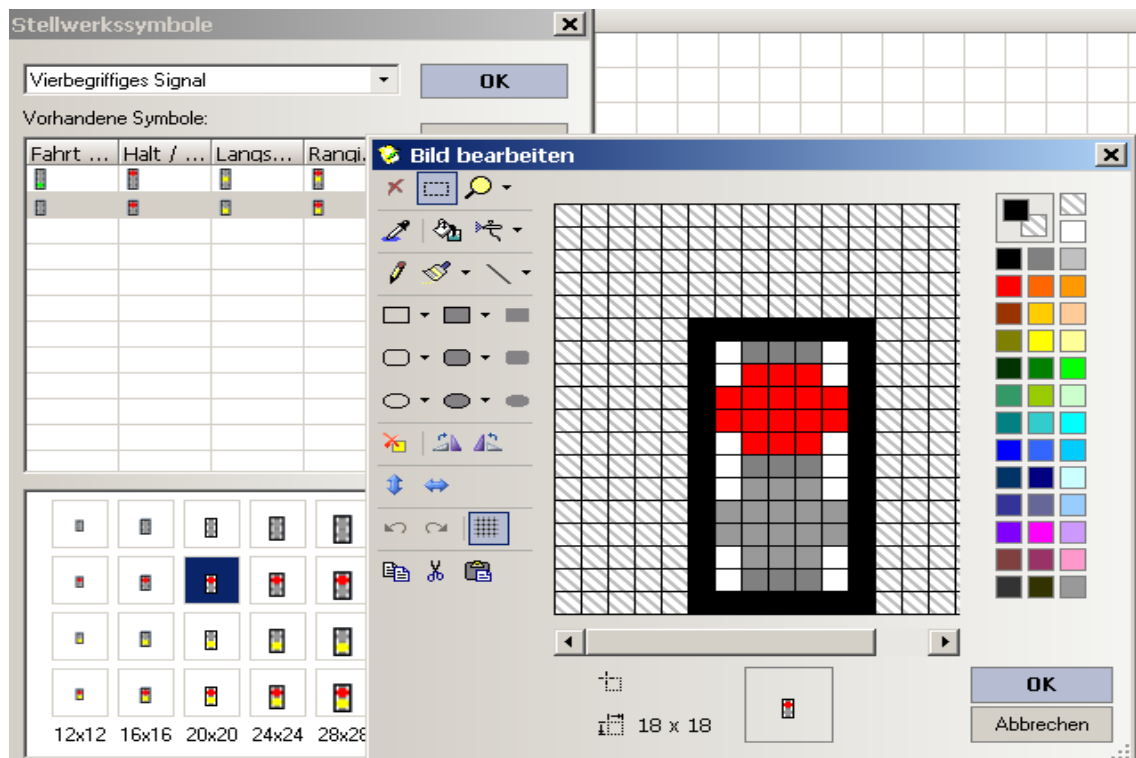 Stellwerkssymbole
Vierbegriffiges Signal
OK
Vorhandene Symbole:
Fahrt ... Halt / ... Langs... Rangi.
Bild bearbeiten
12x12 16x16 20x20 24x24 28x28
18 x 18
OK
Abbrechen